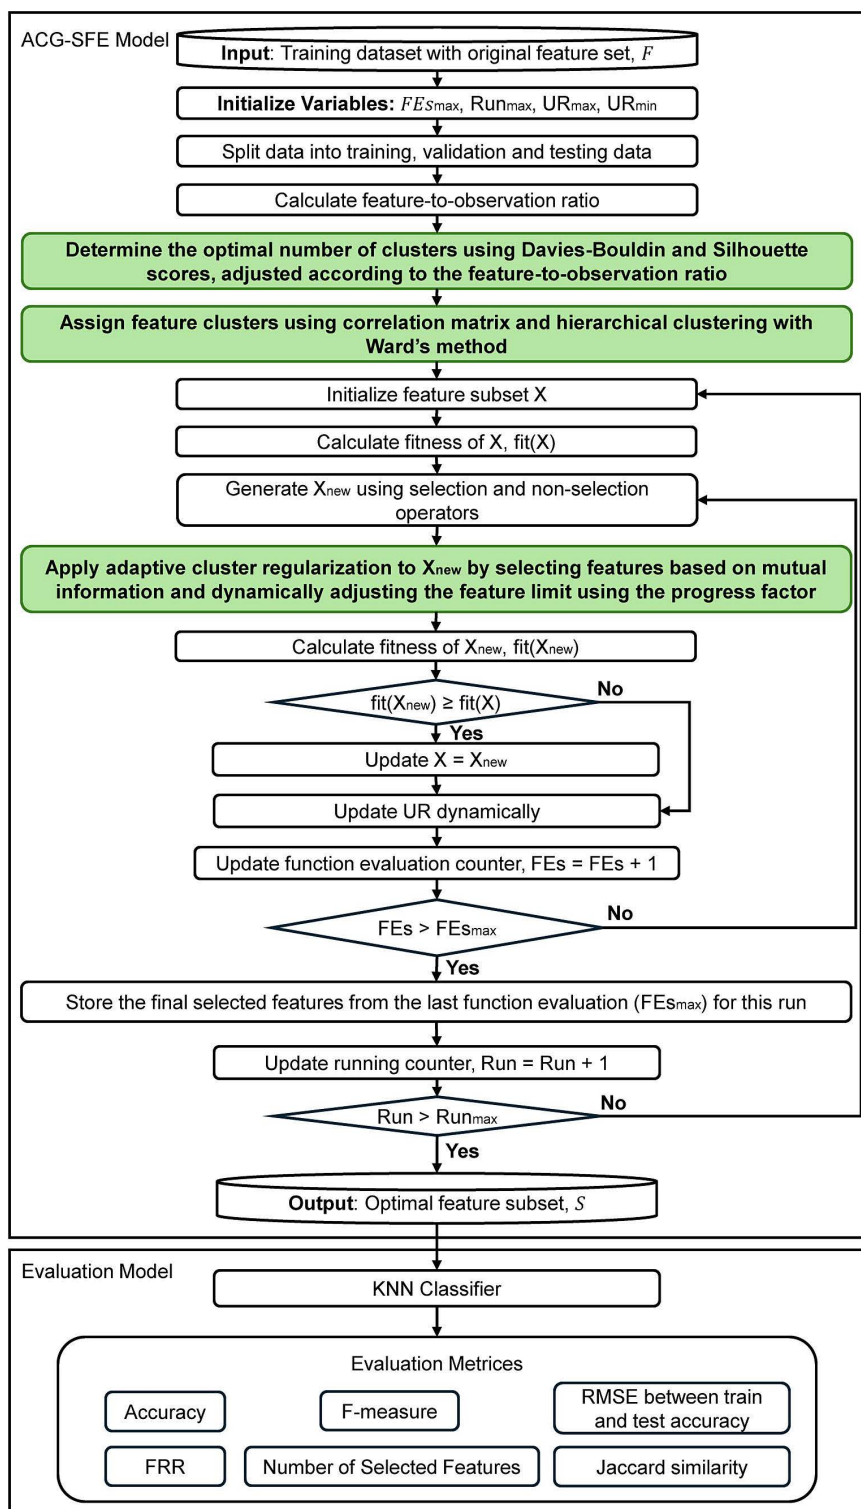 ACG-SFE Model
Input: Training dataset with original feature set, F
Initialize Variables: FEsmax, Runmax, URmax, URmin
Split data into training, validation and testing data
Calculate feature-to-observation ratio
Determine the optimal number of clusters using Davies-Bouldin and Silhouette
scores, adjusted according to the feature-to-observation ratio
Assign feature clusters using correlation matrix and hierarchical clustering with
Ward's method
Initialize feature subset X
Calculate fitness of X, fit(X)
Generate Xnew using selection and non-selection
operators
Apply adaptive cluster regularization to Xnew by selecting features based on mutual
information and dynamically adjusting the feature limit using the progress factor
Calculate fitness of Xnew, fit(Xnew)
fit(Xnew) ≥ fit(X)
No
Yes
Update X = Xnew
Update UR dynamically
Update function evaluation counter, FEs = FEs + 1
FEs > FEsmax
No
Yes
Store the final selected features from the last function evaluation (FEsmax) for this run
Update running counter, Run = Run + 1
Run > Runmax
No
Yes
Output: Optimal feature subset, S
Evaluation Model
KNN Classifier
Evaluation Metrices
Accuracy
F-measure
RMSE between train
and test accuracy
FRR
Number of Selected Features
Jaccard similarity